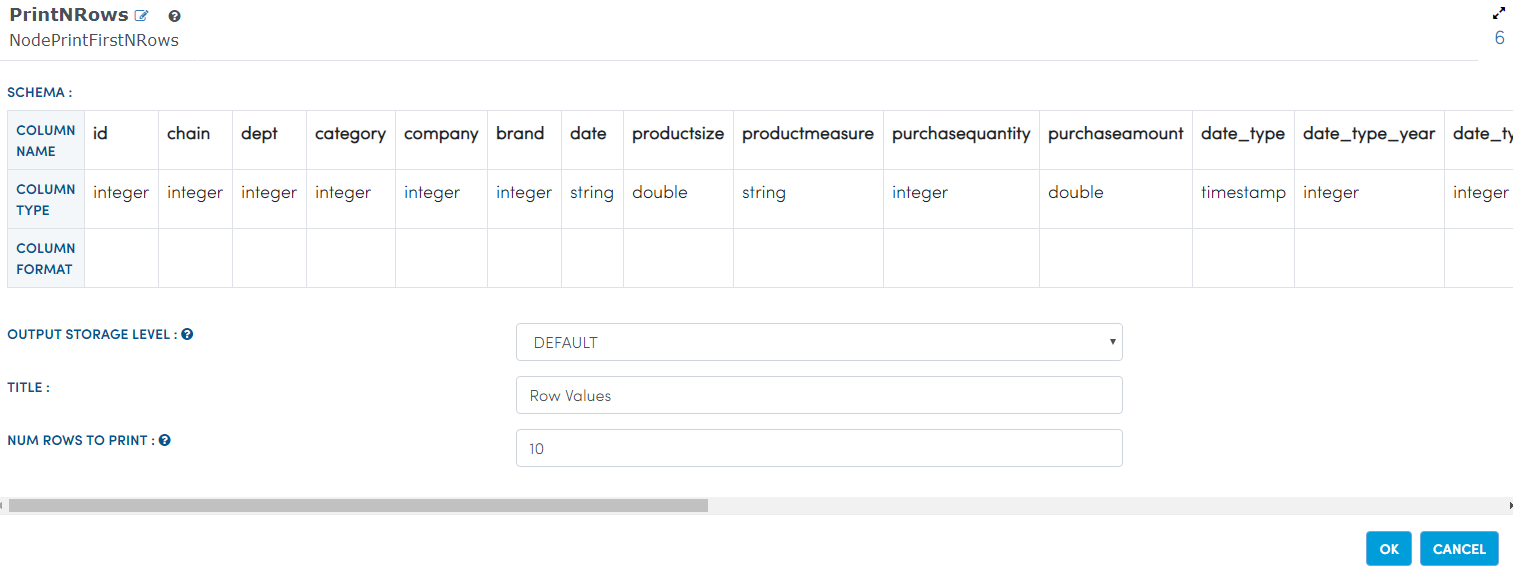 PrintNRows
6
NodePrintFirstNRows
SCHEMA :
COLUMN NAME id chain dept category company brand date productsize productmeasure purchasequantity purchaseamount date_type date_type_year date_ty
COLUMN TYPE integer integer integer integer integer integer string double string integer double timestamp integer integer
COLUMN FORMAT
OUTPUT STORAGE LEVEL : DEFAULT
TITLE : Row Values
NUM ROWS TO PRINT : 10
OK CANCEL